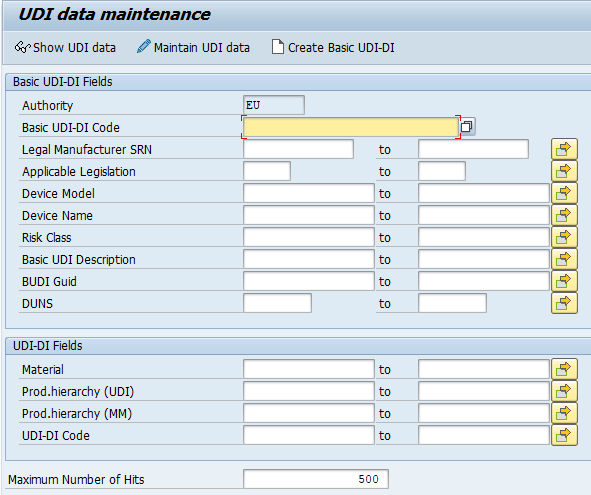 UDI data maintenance
Show UDI data Maintain UDI data Create Basic UDI-DI
Basic UDI-DI Fields
Authority EU
Basic UDI-DI Code
Legal Manufacturer SRN to
Applicable Legislation to
Device Model to
Device Name to
Risk Class to
Basic UDI Description to
BUDI Guid to
DUNS to
UDI-DI Fields
Material to
Prod.hierarchy (UDI) to
Prod.hierarchy (MM) to
UDI-DI Code to
Maximum Number of Hits 500